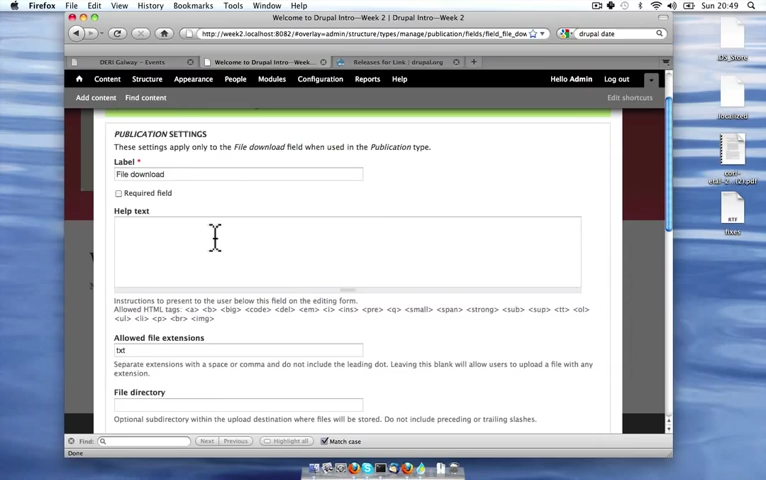 Firefox File Edit View History Bookmarks Tools Window Help Sun 20:49
Welcome to Drupal Intro—Week 2 | Drupal Intro—Week 2
http://week2.localhost:8082/#overlay=admin/structure/types/manage/publication/fields/field_file_dow
drupal date
DERI Galway – Events
Welcome to Drupal Intro—Week...
Releases for Link | drupal.org
Content Structure Appearance People Modules Configuration Reports Help Hello Admin Log out
Add content Find content Edit shortcuts
PUBLICATION SETTINGS
These settings apply only to the File download field when used in the Publication type.
Label *
File download
Required field
Help text
Instructions to present to the user below this field on the editing form.
Allowed HTML tags: <a> <b> <big> <code> <del> <em> <i> <ins> <pre> <q> <small> <span> <strong> <sub> <sup> <tt> <ol>
<ul> <li> <p> <br> <img>
Allowed file extensions
txt
Separate extensions with a space or comma and do not include the leading dot. Leaving this blank will allow users to upload a file with any
extension.
File directory
Optional subdirectory within the upload destination where files will be stored. Do not include preceding or trailing slashes.
Find: Next Previous Highlight all Match case
Done
.DS_Store
.localized
RTF
fixes